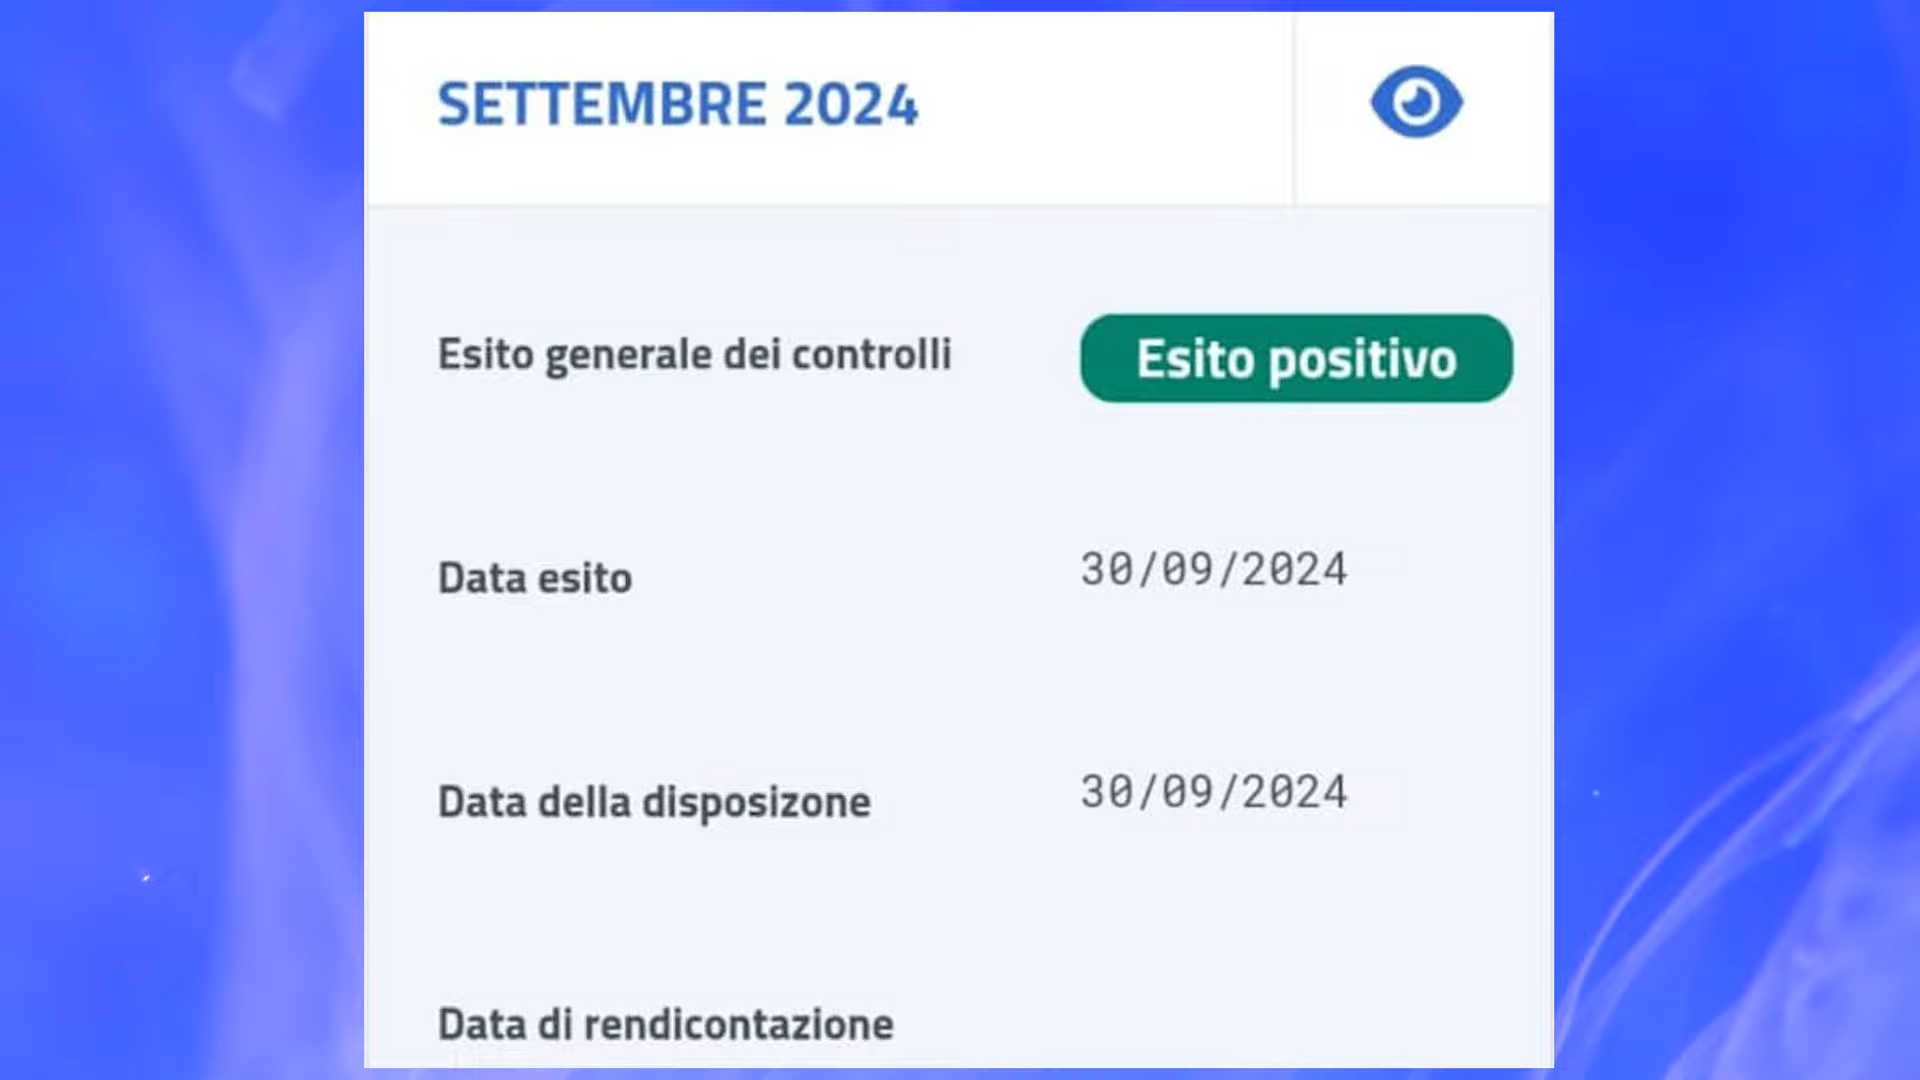 SETTEMBRE 2024
Esito generale dei controlli Esito positivo
Data esito 30/09/2024
Data della disposizone 30/09/2024
Data di rendicontazione